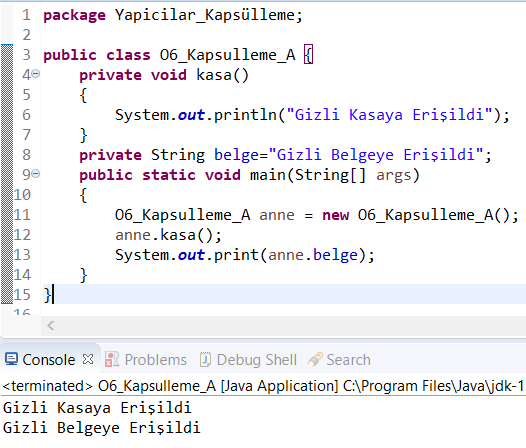 1 package Yapicilar_Kapsülleme;
2
3 public class O6_Kapsulleme_A {
4 private void kasa()
5 {
6 System.out.println("Gizli Kasaya Erişildi");
7 }
8 private String belge="Gizli Belgeye Erişildi";
9 public static void main(String[] args)
10 {
11 O6_Kapsulleme_A anne = new O6_Kapsulleme_A();
12 anne.kasa();
13 System.out.print(anne.belge);
14 }
15 }
16
Console Problems Debug Shell Search
<terminated> O6_Kapsulleme_A [Java Application] C:\Program Files\Java\jdk-1
Gizli Kasaya Erişildi
Gizli Belgeye Erişildi